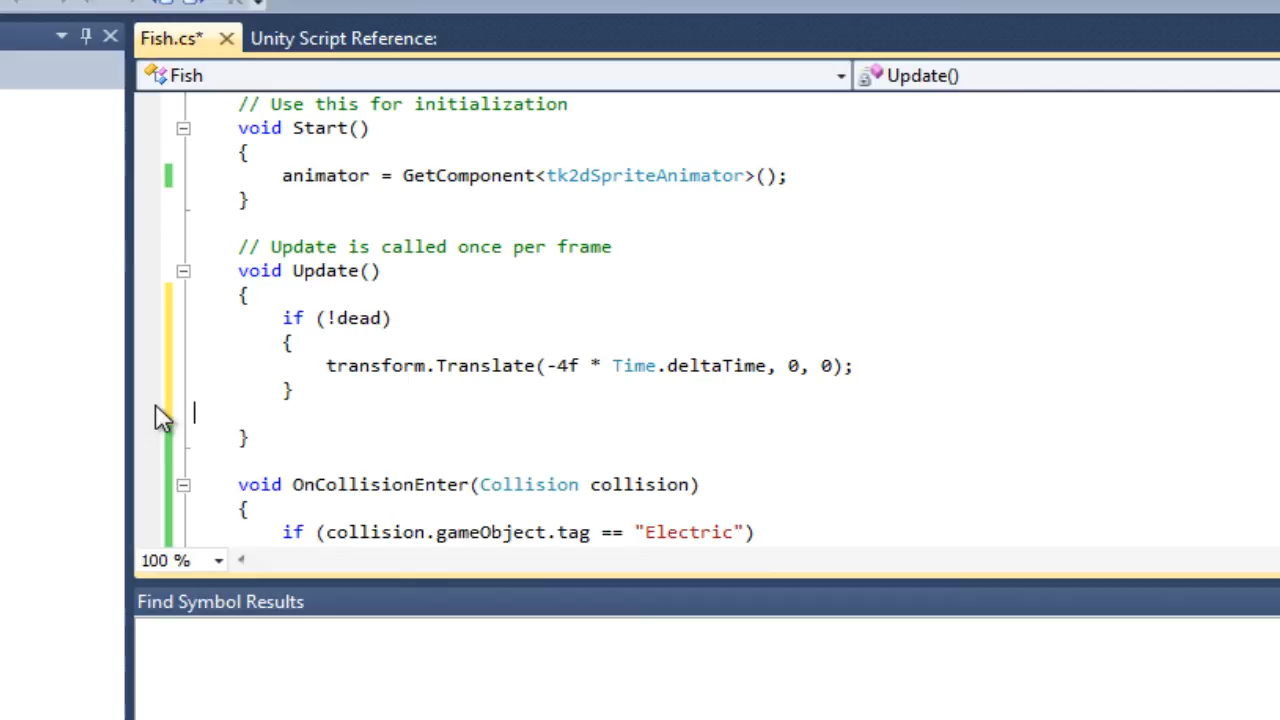 Fish.cs*
Unity Script Reference:
Fish
Update()
// Use this for initialization
void Start()
{
animator = GetComponent<tk2dSpriteAnimator>();
}
// Update is called once per frame
void Update()
{
if (!dead)
{
transform.Translate(-4f * Time.deltaTime, 0, 0);
}
}
void OnCollisionEnter(Collision collision)
{
if (collision.gameObject.tag == "Electric")
100 %
Find Symbol Results